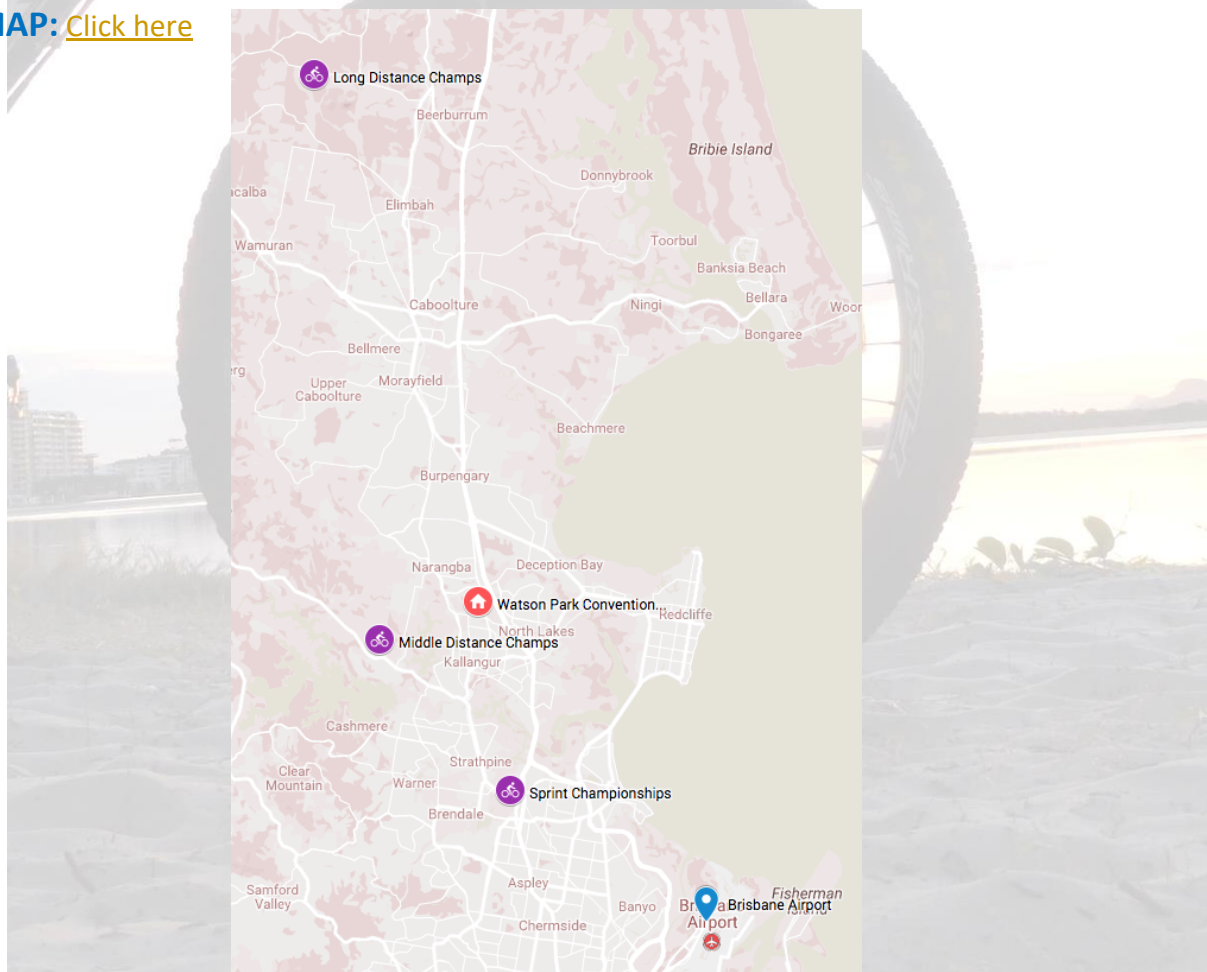 MAP: Click here
Long Distance Champs
Beerburrum
Bribie Island
Donnybrook
Elimbah
Toorbul
Wamuran
Banksia Beach
Bellara
Caboolture
Ningi
Bongaree
Bellmere
Upper
Caboolture
Morayfield
Beachmere
Burpengary
Narangba
Deception Bay
Watson Park Convention...
Redcliffe
North Lakes
Middle Distance Champs
Kallangur
Cashmere
Strathpine
Clear
Mountain
Warner
Sprint Championships
Brendale
Samford
Valley
Aspley
Banyo
Chermside
Fisherman
Brisbane Airport
Airport